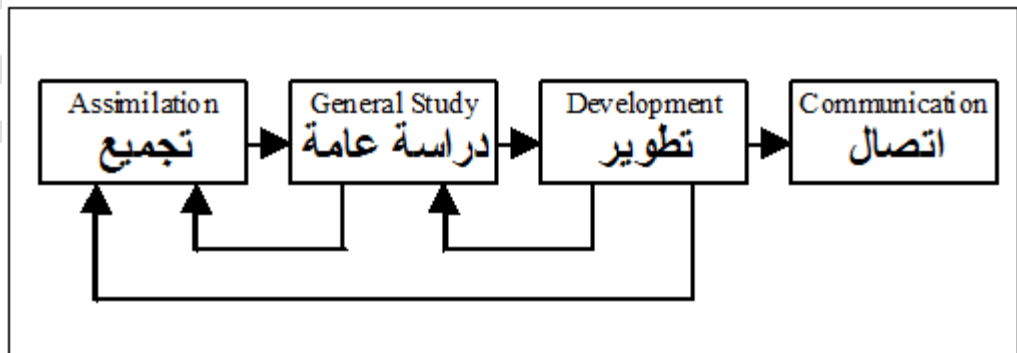 Assimilation
تجميع
General Study
دراسة عامة
Development
تطوير
Communication
اتصال